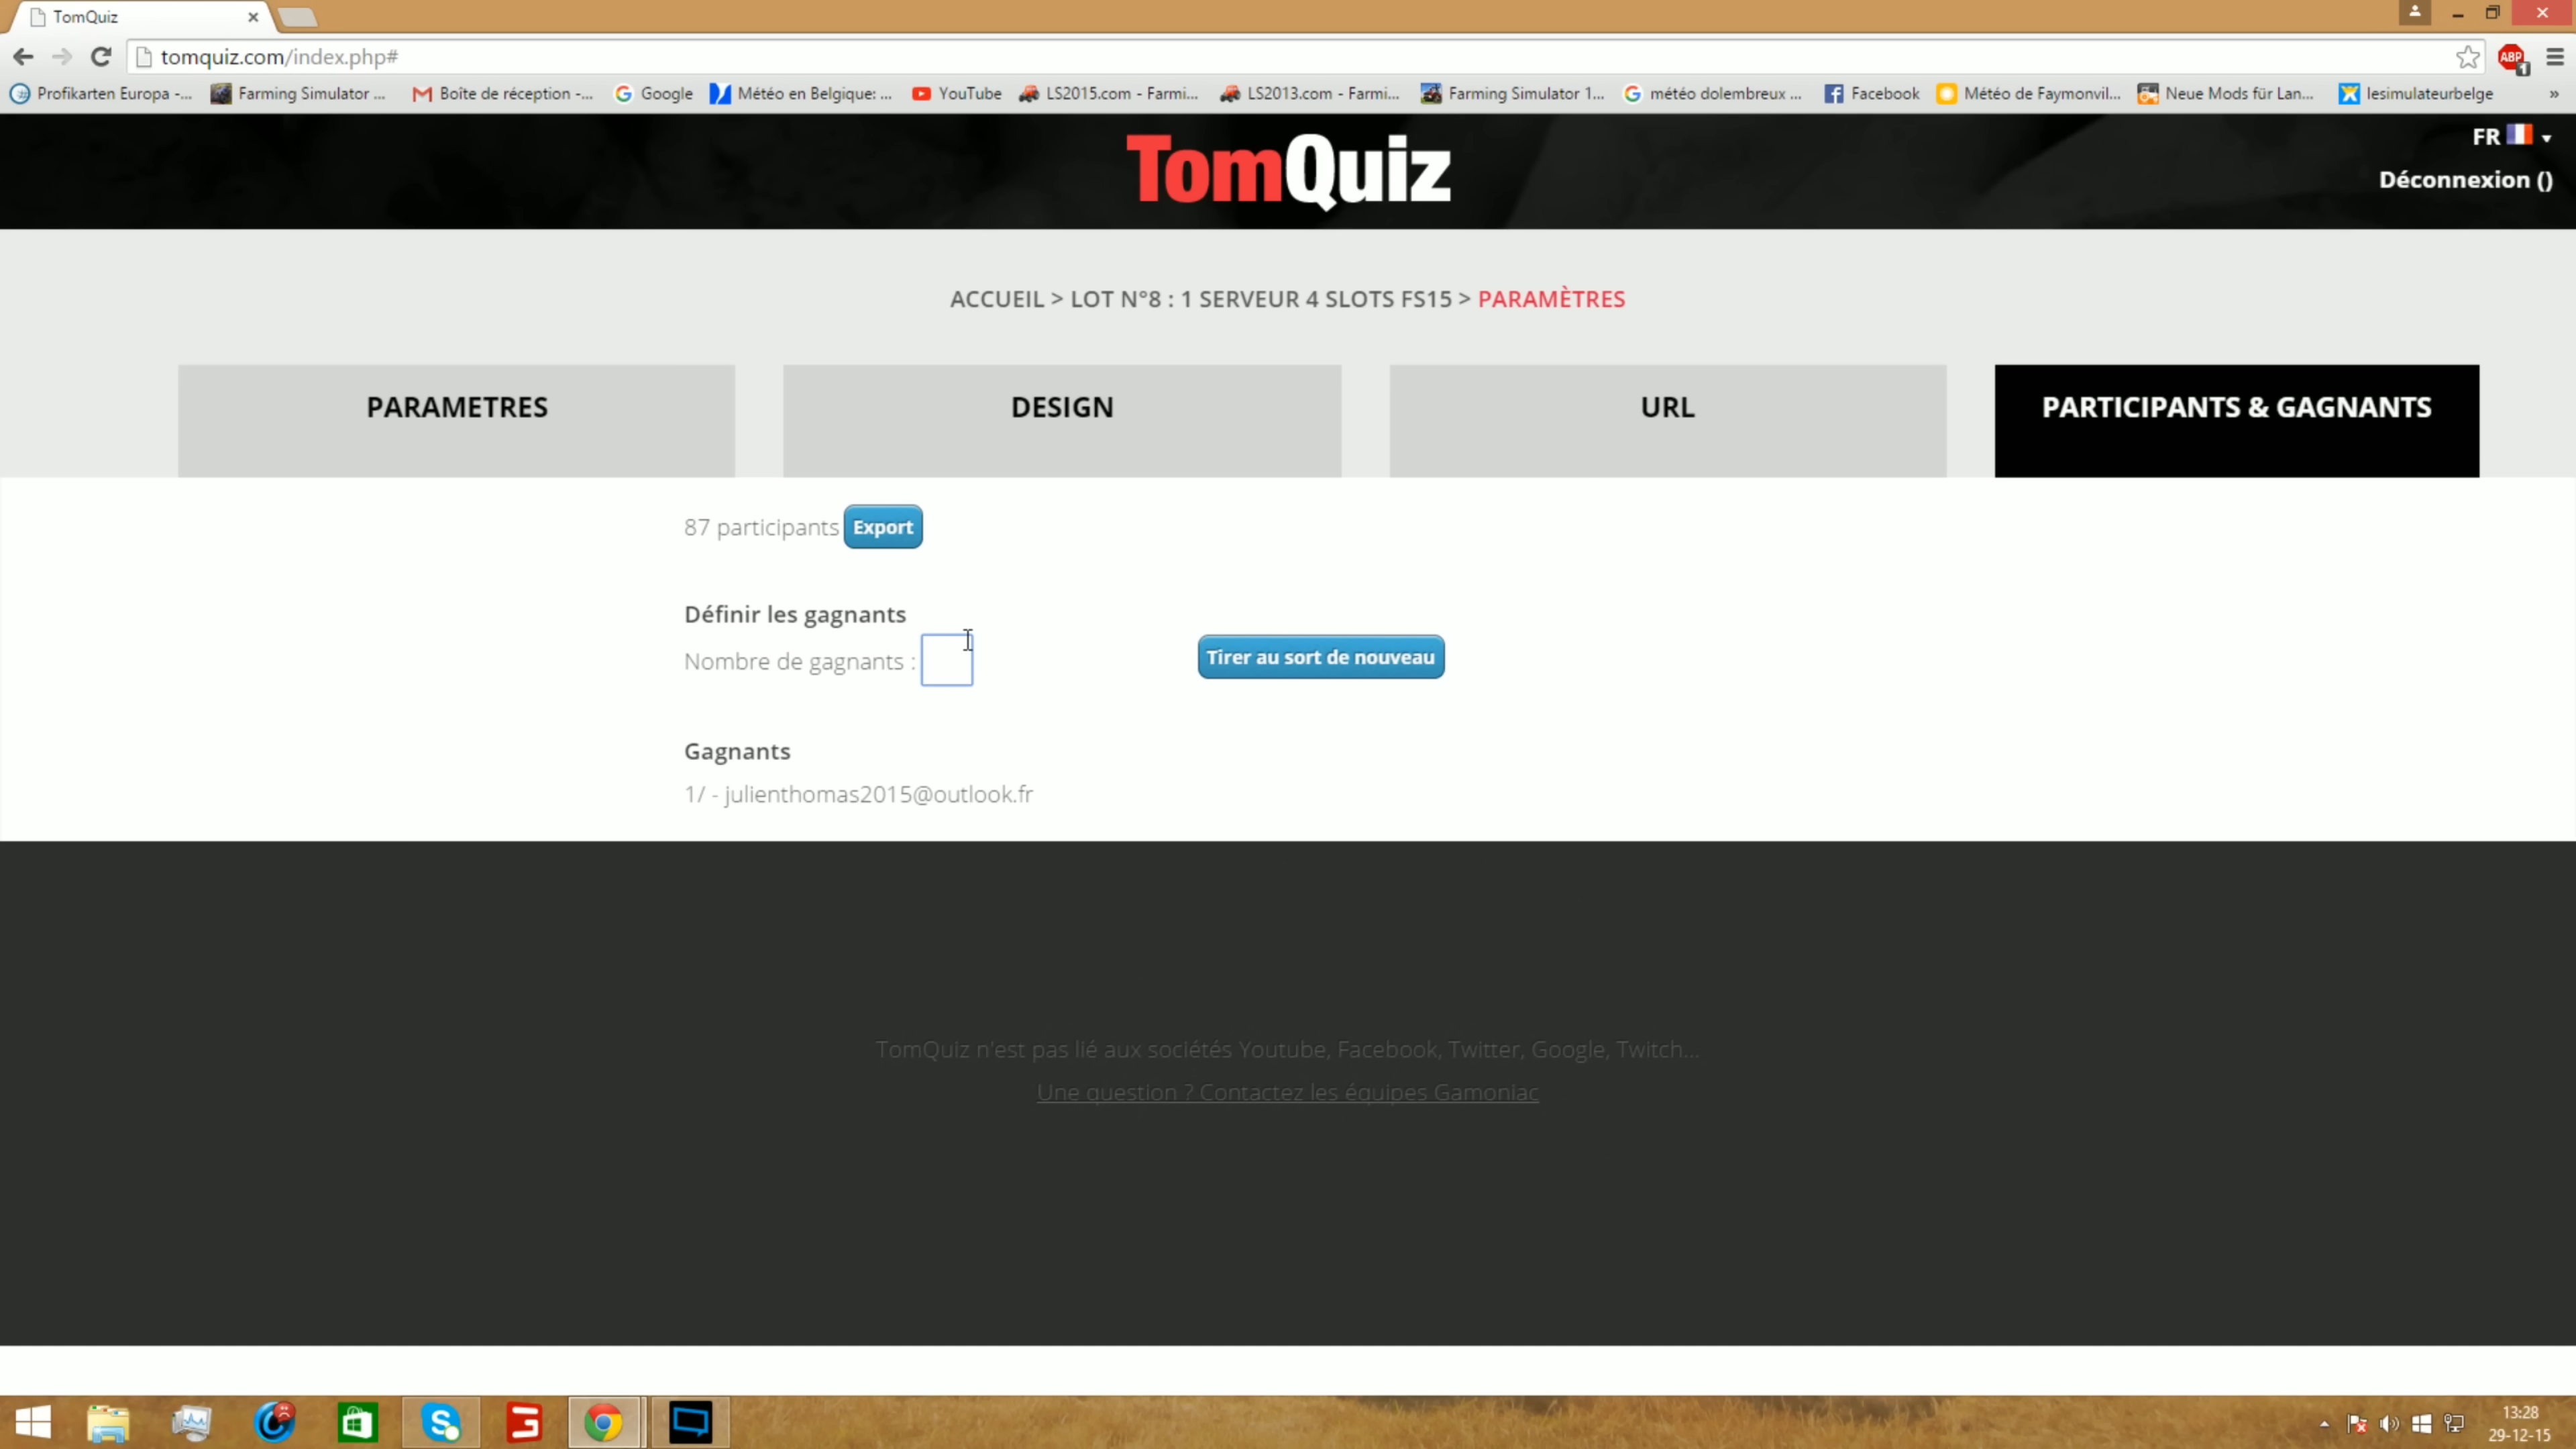 TomQuiz
tomquiz.com/index.php#
ABP
1
Profikarten Europa -... Farming Simulator ... Boîte de réception -... Google Météo en Belgique: ... YouTube LS2015.com - Farmi... LS2013.com - Farmi... Farming Simulator 1... météo dolembreux ... Facebook Météo de Faymonvil... Neue Mods für Lan... lesimulateurbelge »
TomQuiz
FR
Déconnexion ()
ACCUEIL > LOT N°8 : 1 SERVEUR 4 SLOTS FS15 > PARAMÈTRES
PARAMETRES DESIGN URL PARTICIPANTS & GAGNANTS
87 participants Export
Définir les gagnants
Nombre de gagnants : Tirer au sort de nouveau
Gagnants
1/ - julienthomas2015@outlook.fr
TomQuiz n'est pas lié aux sociétés Youtube, Facebook, Twitter, Google, Twitch...
Une question ? Contactez les équipes Gamoniac
13:28
29-12-15